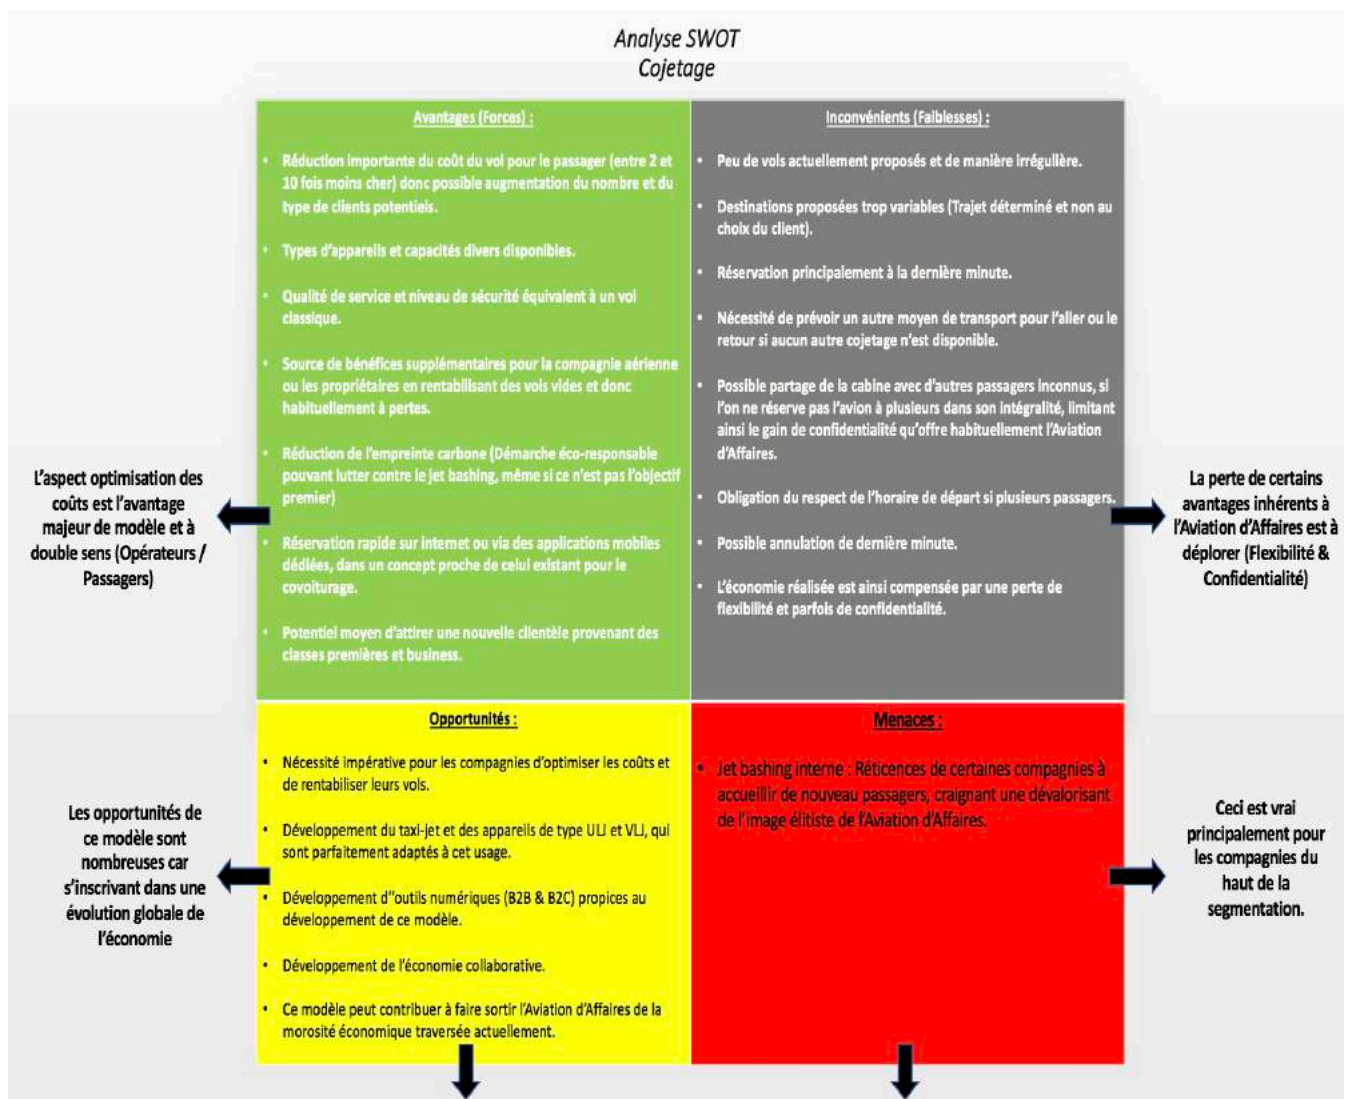 Analyse SWOT
Cojetage
Avantages (Forces) :
• Réduction importante du coût du vol pour le passager (entre 2 et
10 fois moins cher) donc possible augmentation du nombre et du
type de clients potentiels.
• Types d'appareils et capacités divers disponibles.
• Qualité de service et niveau de sécurité équivalent à un vol
classique.
• Source de bénéfices supplémentaires pour la compagnie aérienne
ou les propriétaires en rentabilisant des vols vides et donc
habituellement à pertes.
• Réduction de l'empreinte carbone (Démarche éco-responsable
pouvant lutter contre le jet bashing, même si ce n'est pas l'objectif
premier)
• Réservation rapide sur internet ou via des applications mobiles
dédiées, dans un concept proche de celui existant pour le
covoiturage.
• Potentiel moyen d'attirer une nouvelle clientèle provenant des
classes premières et business.
Inconvénients (Faiblesses) :
• Peu de vols actuellement proposés et de manière irrégulière.
• Destinations proposées trop variables (Trajet déterminé et non au
choix du client).
• Réservation principalement à la dernière minute.
• Nécessité de prévoir un autre moyen de transport pour l'aller ou le
retour si aucun autre cojetage n'est disponible.
• Possible partage de la cabine avec d'autres passagers inconnus, si
l'on ne réserve pas l'avion à plusieurs dans son intégralité, limitant
ainsi le gain de confidentialité qu'offre habituellement l'Aviation
d'Affaires.
• Obligation du respect de l'horaire de départ si plusieurs passagers.
• Possible annulation de dernière minute.
• L'économie réalisée est ainsi compensée par une perte de
flexibilité et parfois de confidentialité.
L'aspect optimisation des
coûts est l'avantage
majeur de modèle et à
double sens (Opérateurs /
Passagers)
La perte de certains
avantages inhérents à
l'Aviation d'Affaires est à
déplorer (Flexibilité &
Confidentialité)
Opportunités :
• Nécessité impérative pour les compagnies d'optimiser les coûts et
de rentabiliser leurs vols.
• Développement du taxi-jet et des appareils de type ULJ et VLJ, qui
sont parfaitement adaptés à cet usage.
• Développement d''outils numériques (B2B & B2C) propices au
développement de ce modèle.
• Développement de l'économie collaborative.
• Ce modèle peut contribuer à faire sortir l'Aviation d'Affaires de la
morosité économique traversée actuellement.
Menaces :
• Jet bashing interne : Réticences de certaines compagnies à
accueillir de nouveau passagers, craignant une dévalorisant
de l'image élitiste de l'Aviation d'Affaires.
Les opportunités de
ce modèle sont
nombreuses car
s'inscrivant dans une
évolution globale de
l'économie
Ceci est vrai
principalement pour
les compagnies du
haut de la
segmentation.